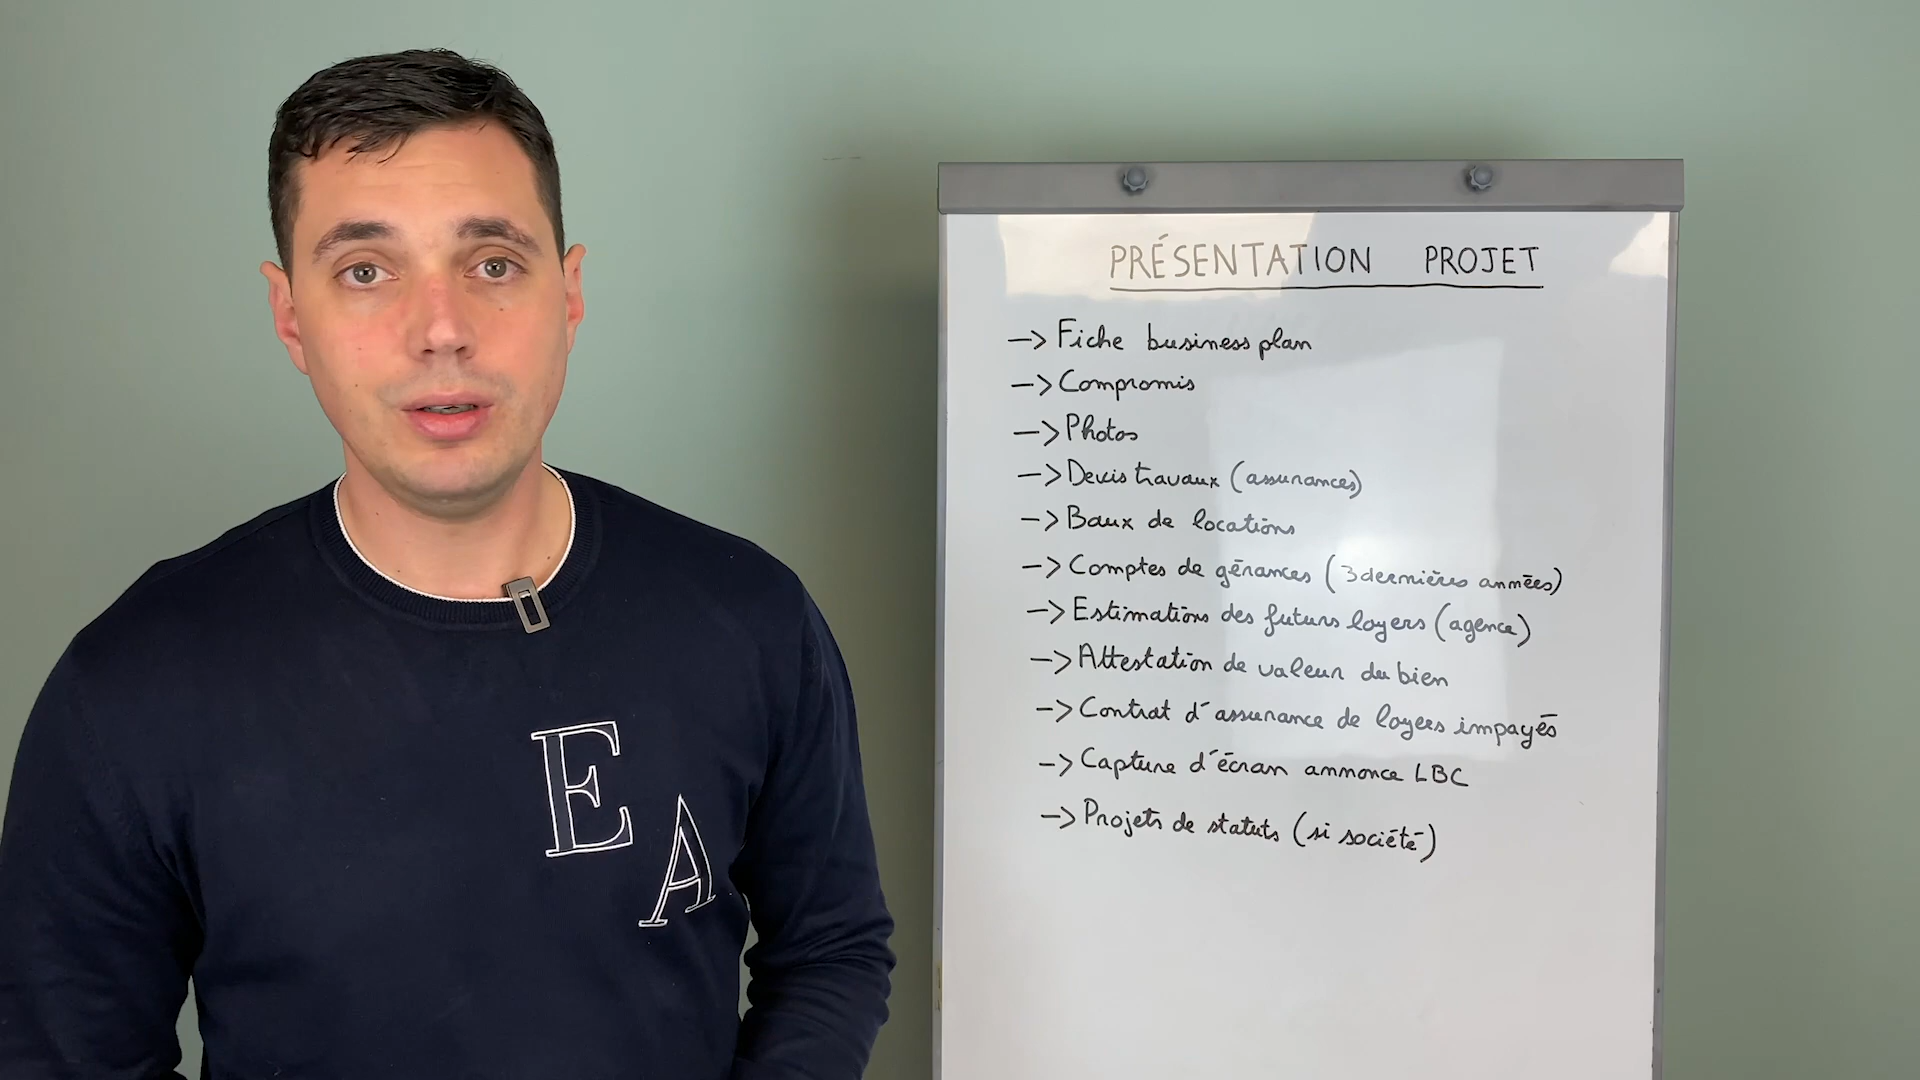 PRÉSENTATION PROJET
-> Fiche business plan
-> Compromis
-> Photos
-> Devis travaux (assurances)
-> Baux de locations
-> Comptes de gérances (3 dernières années)
-> Estimations des futurs loyers (agence)
-> Attestation de valeur du bien
-> Contrat d'assurance de loyers impayés
-> Capture d'écran annonce LBC
-> Projets de statuts (si société)
E
A